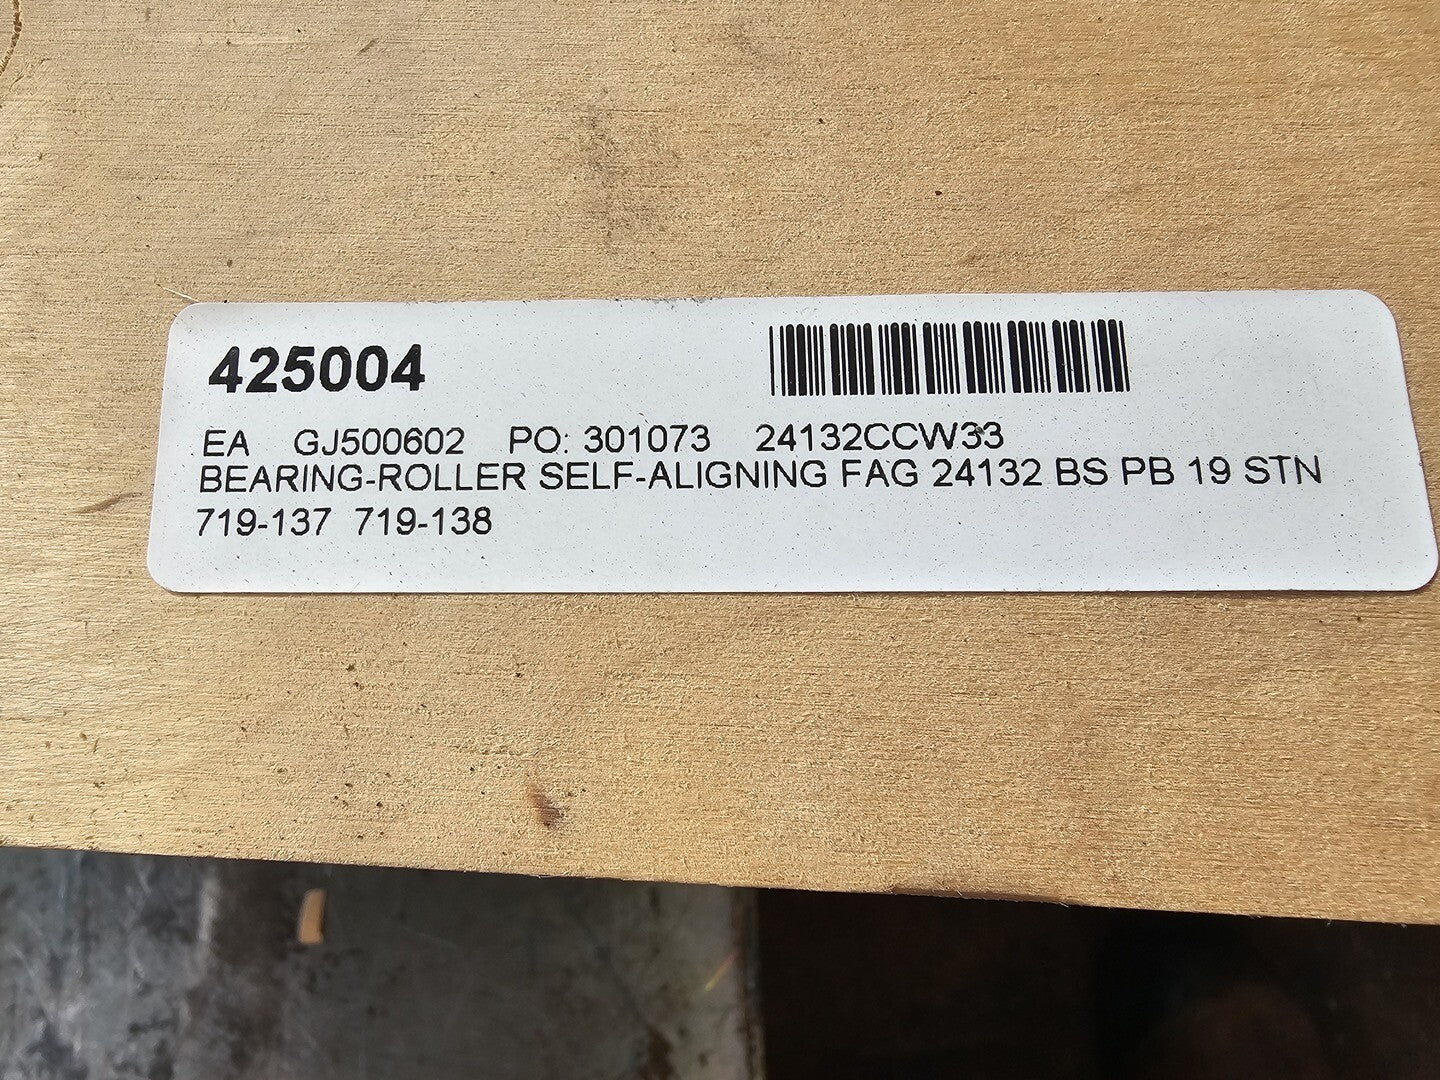 425004
EA GJ500602 PO: 301073 24132CCW33
BEARING-ROLLER SELF-ALIGNING FAG 24132 BS PB 19 STN
719-137 719-138